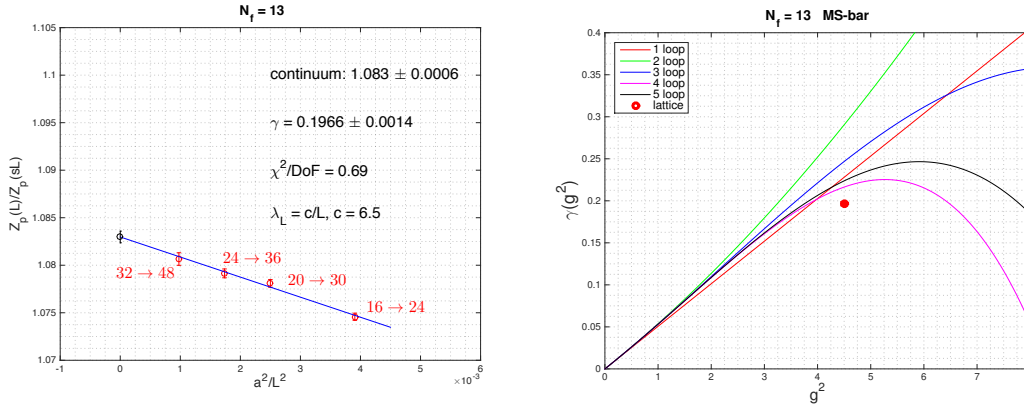 N_f = 13
Z_p(L)/Z_p(sL)
1.1
1.095
1.09
1.085
1.08
1.075
1.07
continuum: 1.083 ± 0.0006
γ = 0.1966 ± 0.0014
χ²/DoF = 0.69
λ_L = c/L, c = 6.5
32 → 48
24 → 36
20 → 30
16 → 24
-1 0 1 2 3 4 5 6
×10⁻³
a²/L²
N_f = 13 MS-bar
γ(g²)
0.4
0.35
0.3
0.25
0.2
0.15
0.1
0.05
0
1 loop
2 loop
3 loop
4 loop
5 loop
lattice
0 1 2 3 4 5 6 7
g²